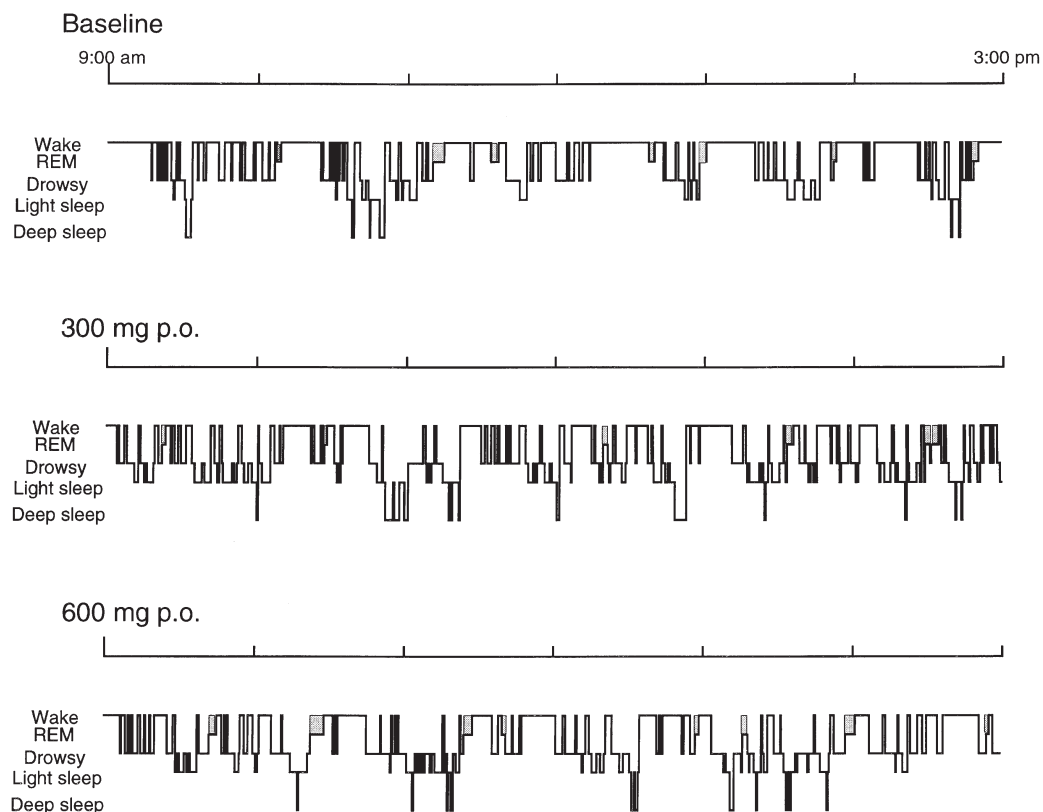 Baseline
9:00 am 3:00 pm
Wake
REM
Drowsy
Light sleep
Deep sleep
300 mg p.o.
Wake
REM
Drowsy
Light sleep
Deep sleep
600 mg p.o.
Wake
REM
Drowsy
Light sleep
Deep sleep